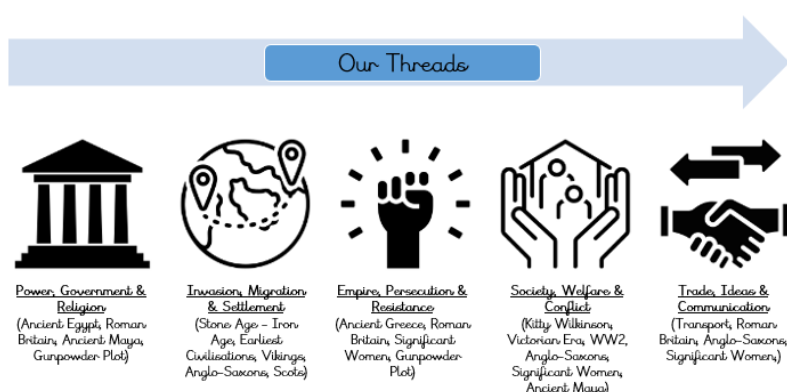 Our Threads
Power, Government &
Religion
(Ancient Egypt, Roman
Britain, Ancient Maya,
Gunpowder Plot)
Invasion, Migration
& Settlement
(Stone Age - Iron
Age, Earliest
Civilisations, Vikings,
Anglo-Saxons, Scots)
Empire, Persecution &
Resistance
(Ancient Greece, Roman
Britain, Significant
Women, Gunpowder
Plot)
Society, Welfare &
Conflict
(Kitty Wilkinson,
Victorian Era, WW2,
Anglo-Saxons,
Significant Women,
Ancient Maya)
Trade, Ideas &
Communication
(Transport, Roman
Britain, Anglo-Saxons,
Significant Women,)